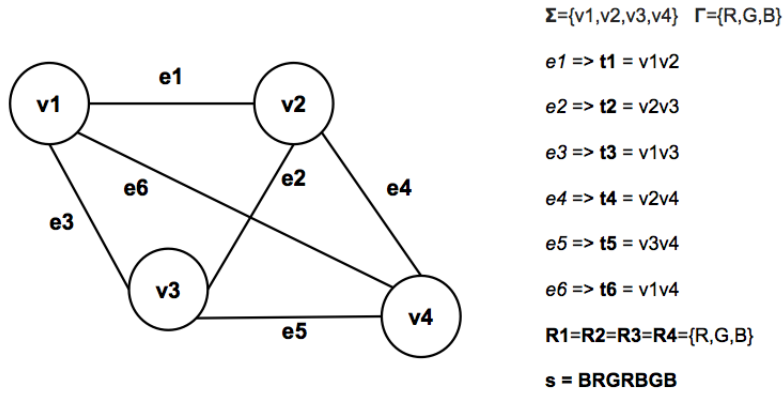 e1
v1
v2
e2
e6
e4
e3
v3
v4
e5
Σ={v1,v2,v3,v4} Γ={R,G,B}
e1 => t1 = v1v2
e2 => t2 = v2v3
e3 => t3 = v1v3
e4 => t4 = v2v4
e5 => t5 = v3v4
e6 => t6 = v1v4
R1=R2=R3=R4={R,G,B}
s = BRGRBGB